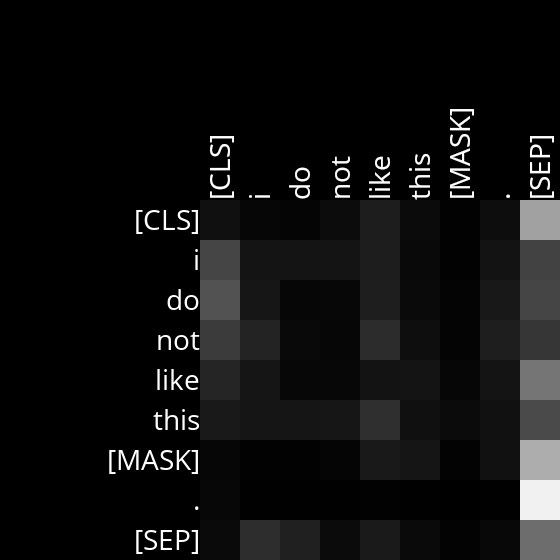 [CLS] i do not like this [MASK] . [SEP]
[CLS]
i
do
not
like
this
[MASK]
.
[SEP]